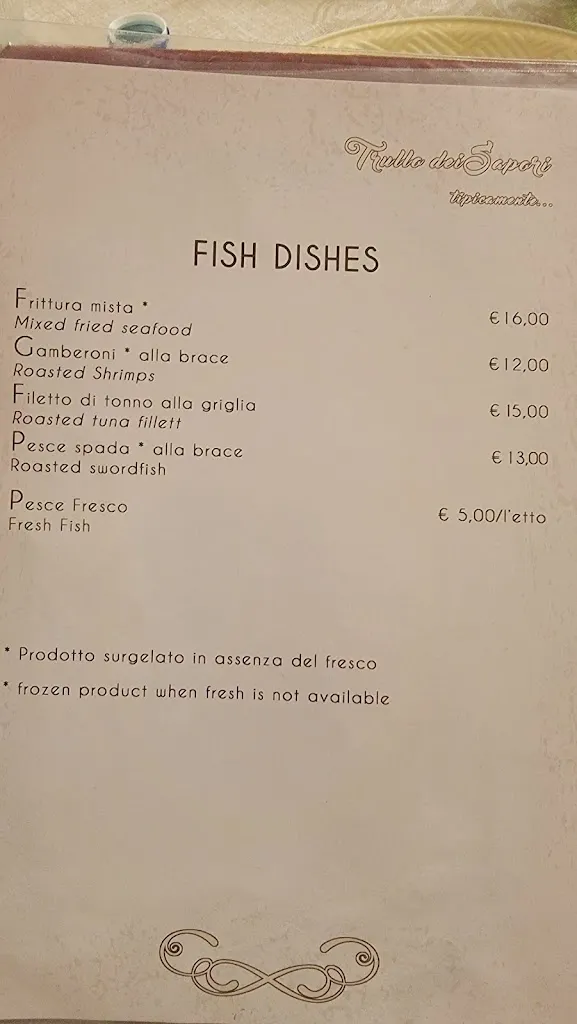 Trullo dei Sapori
tipicamente...
FISH DISHES
Frittura mista *
Mixed fried seafood
€16,00
Gamberoni * alla brace
Roasted Shrimps
€12,00
Filetto di tonno alla griglia
Roasted tuna fillett
€ 15,00
Pesce spada * alla brace
Roasted swordfish
€ 13,00
Pesce Fresco
Fresh Fish
€ 5,00/l'etto
* Prodotto surgelato in assenza del fresco
* frozen product when fresh is not available